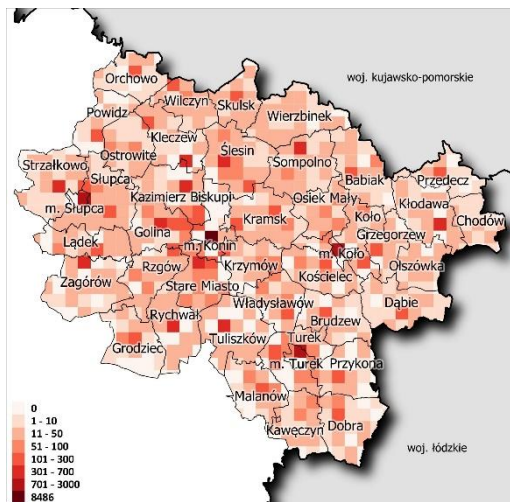 woj. kujawsko-pomorskie
Orchowo
Skulsk
Wilczyn
Powidz
Wierzbinek
Kleczew
Ostrowite
Ślesin
Sompolno
Strzałkowo
Słupca
Babiak
Przedecz
Kazimierz Biskupi
Osiek Mały
Kłodawa
m. Słupca
Kramsk
Koło
Chodów
Golina
Grzegorzew
Lądek
m. Konin
m. Koło
Rzgów
Krzymów
Kościelec
Olszówka
Zagórów
Stare Miasto
Władysławów
Dąbie
Rychwał
Brudzew
Tuliszków
Turek
Grodziec
m. Turek
Przykona
Malanów
Kawęczyn
Dobra
woj. łódzkie
0
1 - 10
11 - 50
51 - 100
101 - 300
301 - 700
701 - 3000
8486